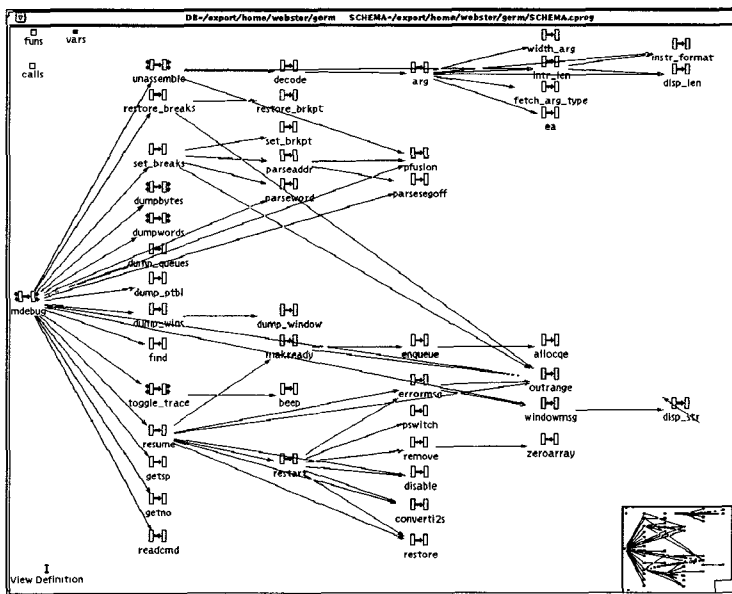 DB-/export/home/webster/germ SCHEMA-/export/home/webster/germ/SCHEMA.cprog
funs vars
calls
width_arg
instr_format
unassemble decode arg intr_len disp_len
restore_breaks restore_brkpt fetch_arg_type
ea
set_brkpt
set_breaks parseaddr pfusion
dumpbytes parseword parsesegoff
dumpwords
dump_queues
dump_ptbl
mdebug
dump_wins dump_window
find makready enqueue allocqe
outrange
toggle_trace beep errormsg
windowmsg disp_str
pswitch
resume
remove zeroarray
getsp restart
disable
getno
converti2s
readcmd
restore
View Definition